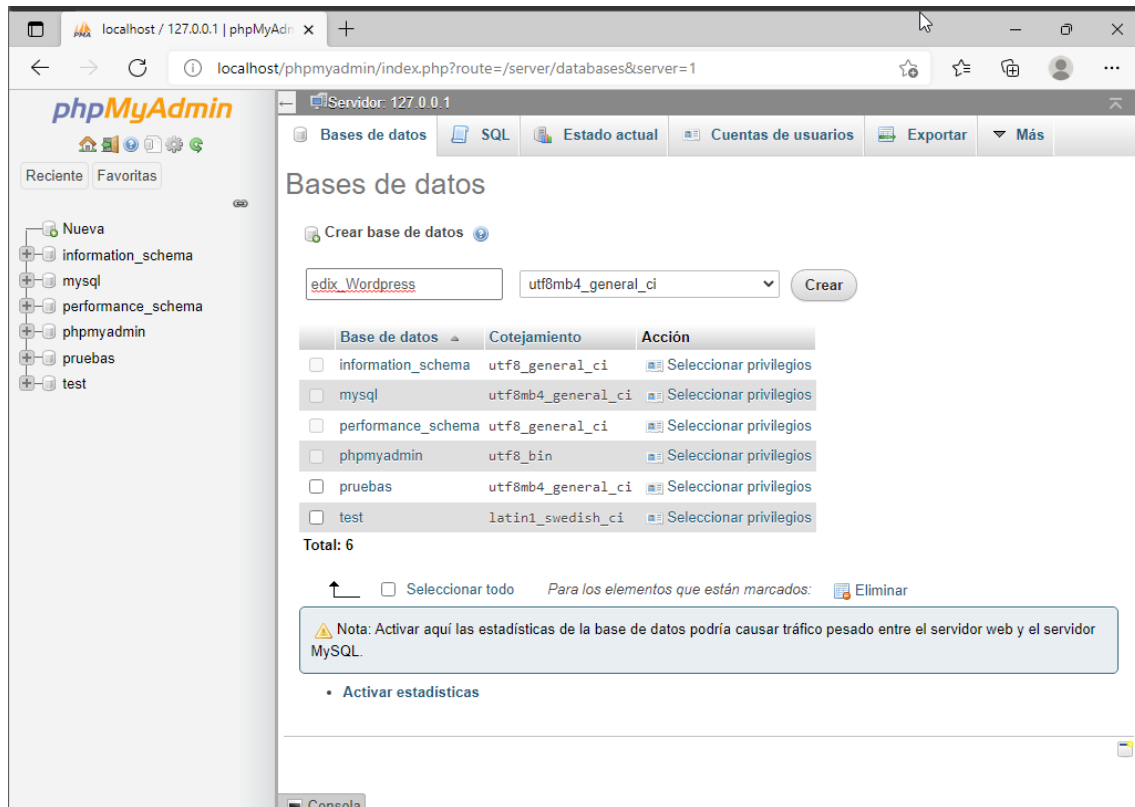 localhost / 127.0.0.1 | phpMyAdn
localhost/phpmyadmin/index.php?route=/server/databases&server=1
phpMyAdmin
Reciente Favoritas
Nueva
information_schema
mysql
performance_schema
phpmyadmin
pruebas
test
Servidor: 127.0.0.1
Bases de datos SQL Estado actual Cuentas de usuarios Exportar Más
Bases de datos
Crear base de datos
edix_Wordpress utf8mb4_general_ci Crear
Base de datos Cotejamiento Acción
information_schema utf8_general_ci Seleccionar privilegios
mysql utf8mb4_general_ci Seleccionar privilegios
performance_schema utf8_general_ci Seleccionar privilegios
phpmyadmin utf8_bin Seleccionar privilegios
pruebas utf8mb4_general_ci Seleccionar privilegios
test latin1_swedish_ci Seleccionar privilegios
Total: 6
Seleccionar todo Para los elementos que están marcados: Eliminar
Nota: Activar aquí las estadísticas de la base de datos podría causar tráfico pesado entre el servidor web y el servidor
MySQL.
• Activar estadísticas
Consola